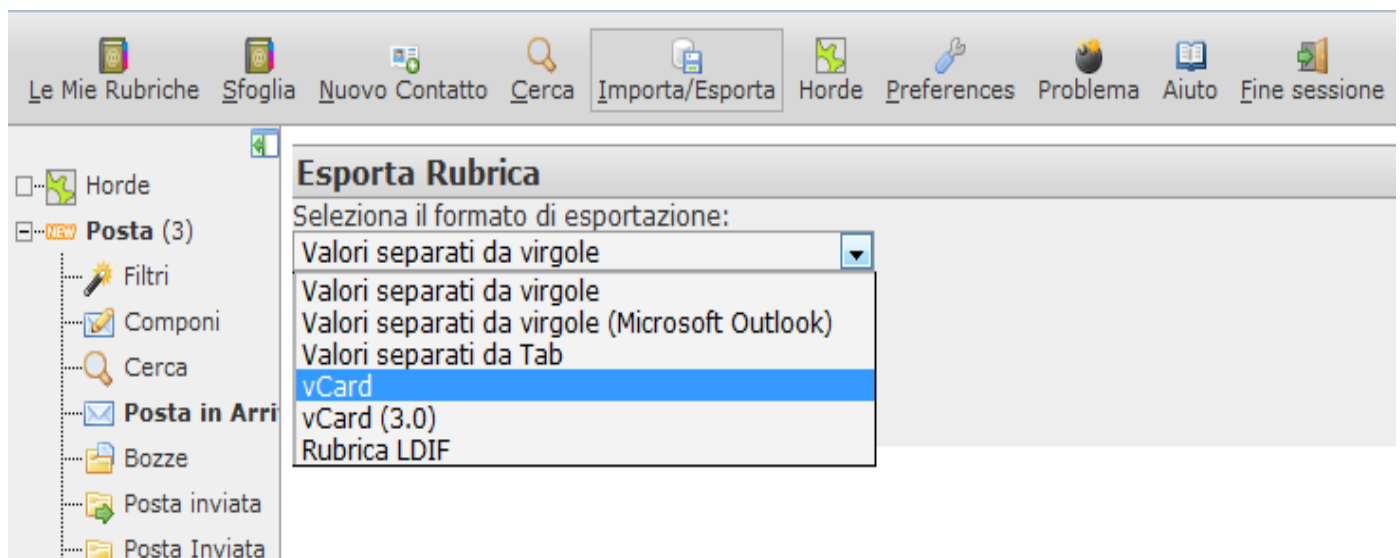 Le Mie Rubriche Sfoglia Nuovo Contatto Cerca Importa/Esporta Horde Preferences Problema Aiuto Fine sessione
Horde
NEW Posta (3)
Filtri
Componi
Cerca
Posta in Arri
Bozze
Posta inviata
Posta Inviata
Esporta Rubrica
Seleziona il formato di esportazione:
Valori separati da virgole
Valori separati da virgole
Valori separati da virgole (Microsoft Outlook)
Valori separati da Tab
vCard
vCard (3.0)
Rubrica LDIF